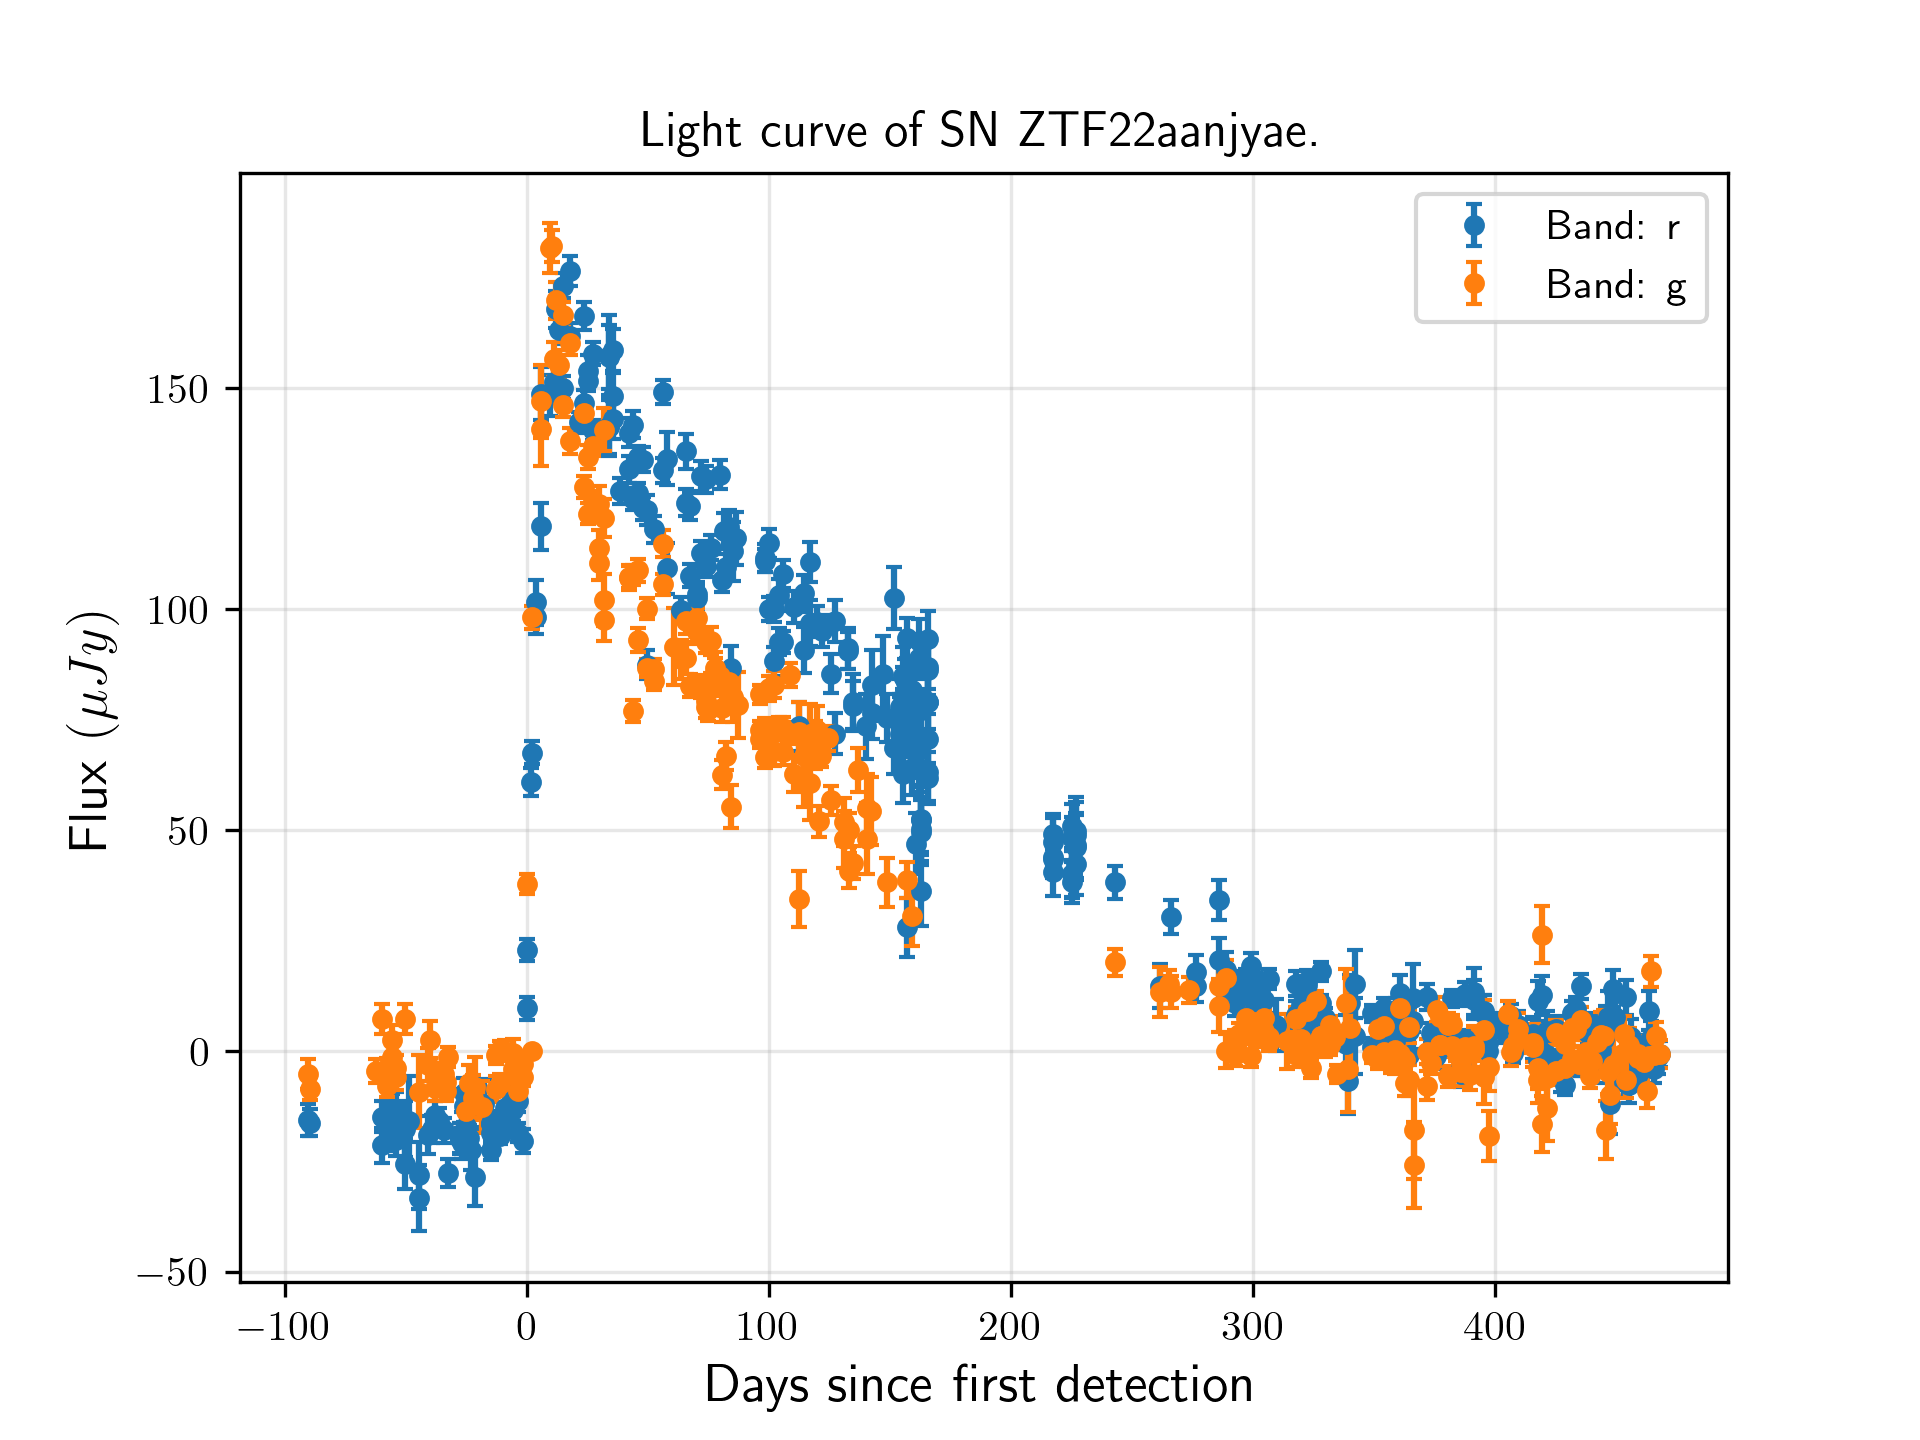 Light curve of SN ZTF22aanjyae.
Band: r
Band: g
Flux (μJy)
150
100
50
0
−50
−100 0 100 200 300 400
Days since first detection